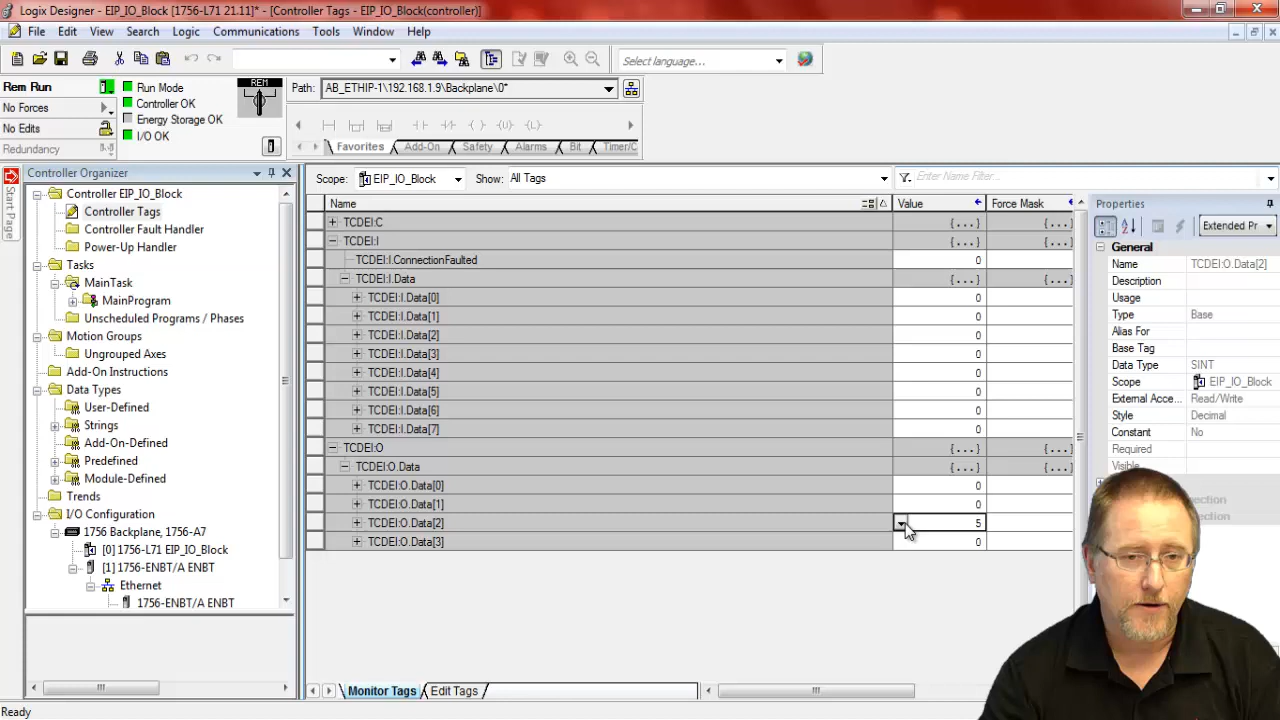 Logix Designer - EIP_IO_Block [1756-L71 21.11]* - [Controller Tags - EIP_IO_Block(controller)]
File Edit View Search Logic Communications Tools Window Help
Select language...
Rem Run
No Forces
No Edits
Redundancy
Run Mode
Controller OK
Energy Storage OK
I/O OK
REM
Path: AB_ETHIP-1\192.168.1.9\Backplane\0*
Favorites Add-On Safety Alarms Bit Timer/C
Start Page
Controller Organizer
Controller EIP_IO_Block
Controller Tags
Controller Fault Handler
Power-Up Handler
Tasks
MainTask
MainProgram
Unscheduled Programs / Phases
Motion Groups
Ungrouped Axes
Add-On Instructions
Data Types
User-Defined
Strings
Add-On-Defined
Predefined
Module-Defined
Trends
I/O Configuration
1756 Backplane, 1756-A7
[0] 1756-L71 EIP_IO_Block
[1] 1756-ENBT/A ENBT
Ethernet
1756-ENBT/A ENBT
Scope: EIP_IO_Block Show: All Tags
Enter Name Filter...
Name Value Force Mask
TCDEI:C {...} {...}
TCDEI:I {...} {...}
TCDEI:I.ConnectionFaulted 0
TCDEI:I.Data {...} {...}
TCDEI:I.Data[0] 0
TCDEI:I.Data[1] 0
TCDEI:I.Data[2] 0
TCDEI:I.Data[3] 0
TCDEI:I.Data[4] 0
TCDEI:I.Data[5] 0
TCDEI:I.Data[6] 0
TCDEI:I.Data[7] 0
TCDEI:O {...} {...}
TCDEI:O.Data {...} {...}
TCDEI:O.Data[0] 0
TCDEI:O.Data[1] 0
TCDEI:O.Data[2] 5
TCDEI:O.Data[3] 0
Monitor Tags Edit Tags
Properties
Extended Pr
General
Name TCDEI:O.Data[2]
Description
Usage
Type Base
Alias For
Base Tag
Data Type SINT
Scope EIP_IO_Block
External Acce... Read/Write
Style Decimal
Constant No
Required
Visible
Ready